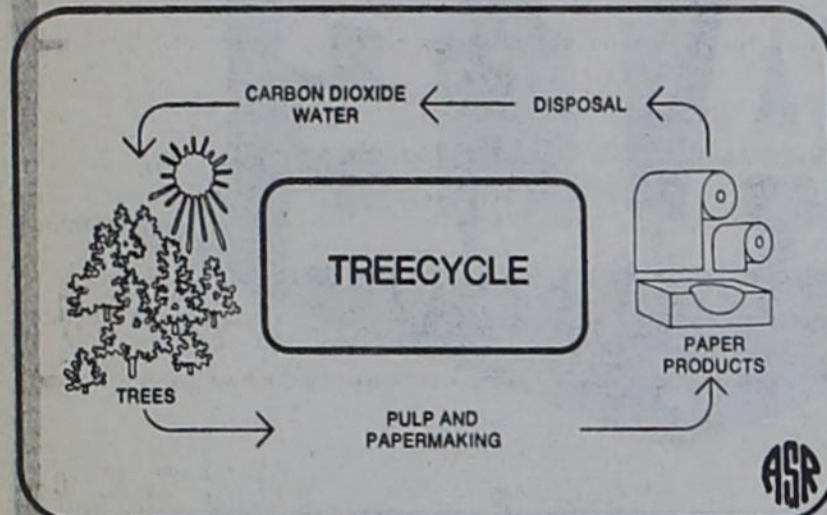 CARBON DIOXIDE
WATER
DISPOSAL
TREECYCLE
PAPER
PRODUCTS
TREES
PULP AND
PAPERMAKING
ASR